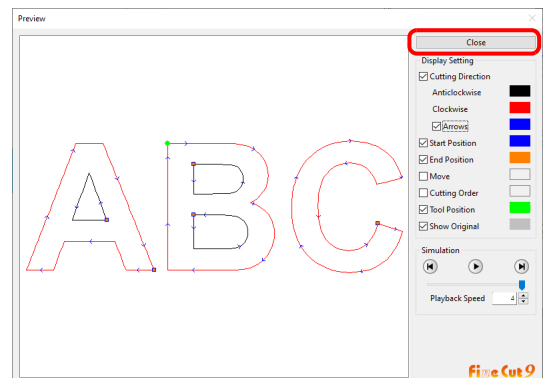 Preview
Close
Display Setting
Cutting Direction
Anticlockwise
Clockwise
Arrows
Start Position
End Position
Move
Cutting Order
Tool Position
Show Original
Simulation
Playback Speed 4
ABC
Fine Cut 9